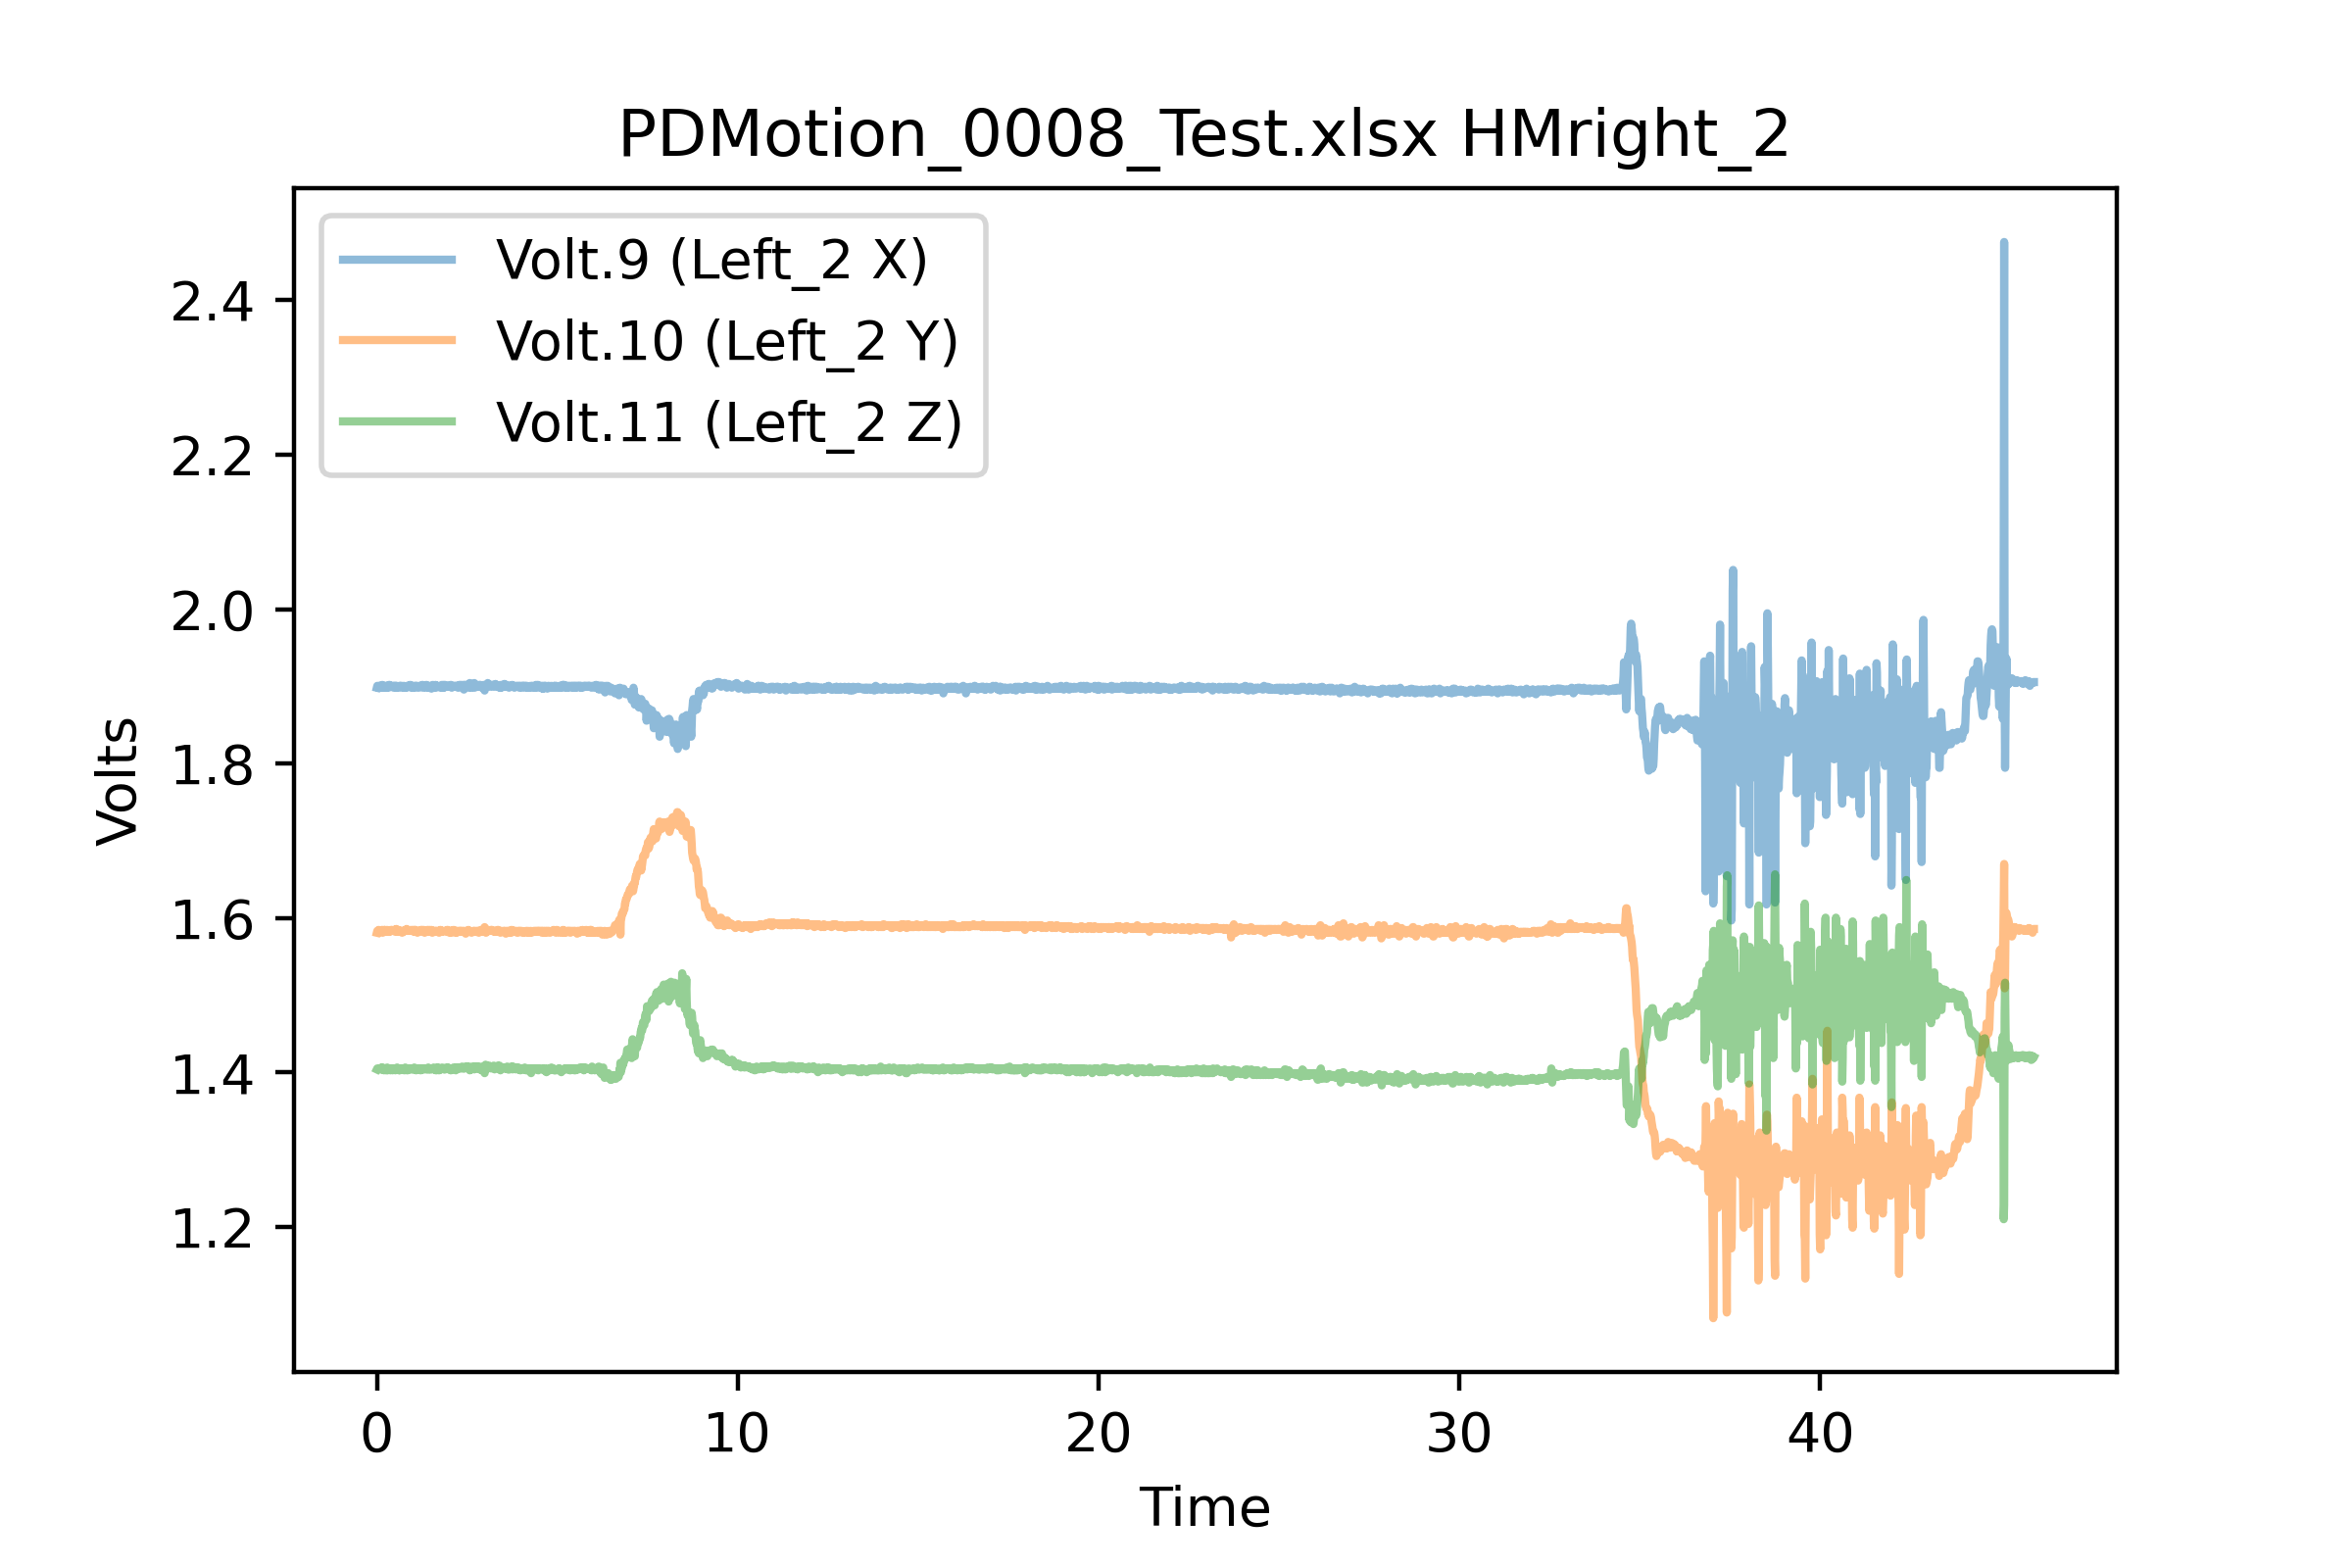 PDMotion_0008_Test.xlsx HMright_2
Volt.9 (Left_2 X)
Volt.10 (Left_2 Y)
Volt.11 (Left_2 Z)
2.4
2.2
2.0
1.8
1.6
1.4
1.2
Volts
0 10 20 30 40
Time